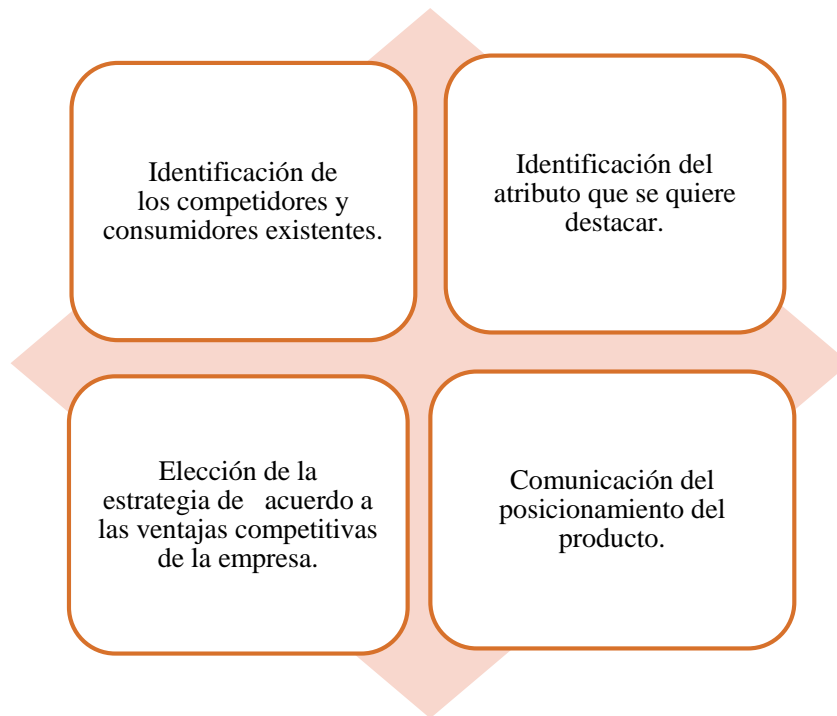 Identificación de
los competidores y
consumidores existentes.
Identificación del
atributo que se quiere
destacar.
Elección de la
estrategia de   acuerdo a
las ventajas competitivas
de la empresa.
Comunicación del
posicionamiento del
producto.